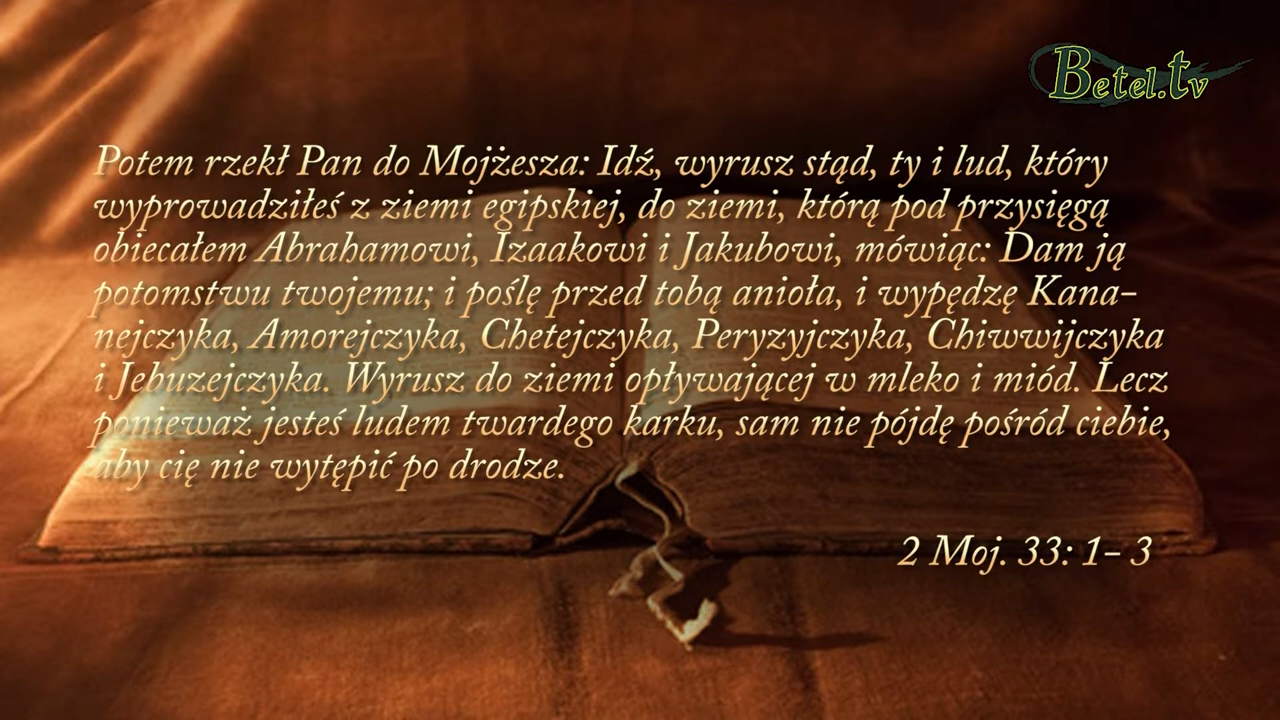 Betel.tv
Potem rzekł Pan do Mojżesza: Idź, wyrusz stąd, ty i lud, który
wyprowadziłeś z ziemi egipskiej, do ziemi, którą pod przysięgą
obiecałem Abrahamowi, Izaakowi i Jakubowi, mówiąc: Dam ją
potomstwu twojemu; i poślę przed tobą anioła, i wypędzę Kana-
nejczyka, Amorejczyka, Chetejczyka, Peryzyjczyka, Chiwwijczyka
i Jebuzejczyka. Wyrusz do ziemi opływającej w mleko i miód. Lecz
ponieważ jesteś ludem twardego karku, sam nie pójdę pośród ciebie,
aby cię nie wytępić po drodze.
2 Moj. 33: 1- 3